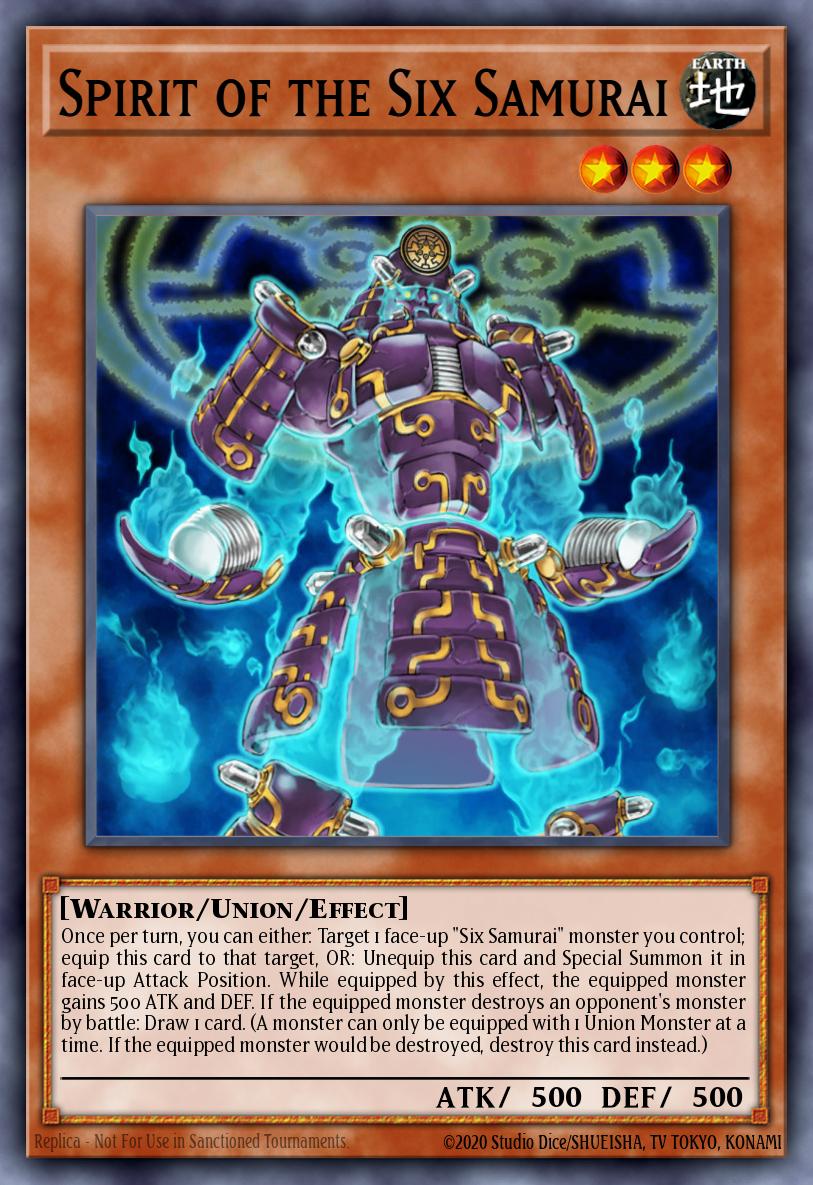 Spirit of the Six Samurai
EARTH
地
[Warrior/Union/Effect]
Once per turn, you can either: Target 1 face-up "Six Samurai" monster you control;
equip this card to that target, OR: Unequip this card and Special Summon it in
face-up Attack Position. While equipped by this effect, the equipped monster
gains 500 ATK and DEF. If the equipped monster destroys an opponent's monster
by battle: Draw 1 card. (A monster can only be equipped with 1 Union Monster at a
time. If the equipped monster would be destroyed, destroy this card instead.)
ATK/ 500 DEF/ 500
Replica - Not For Use in Sanctioned Tournaments.
©2020 Studio Dice/SHUEISHA, TV TOKYO, KONAMI